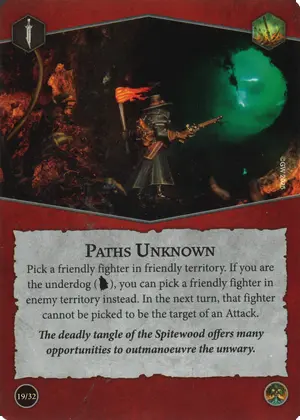 ©GW 2024
PATHS UNKNOWN
Pick a friendly fighter in friendly territory. If you are
the underdog (), you can pick a friendly fighter in
enemy territory instead. In the next turn, that fighter
cannot be picked to be the target of an Attack.
The deadly tangle of the Spitewood offers many
opportunities to outmanoeuvre the unwary.
19/32